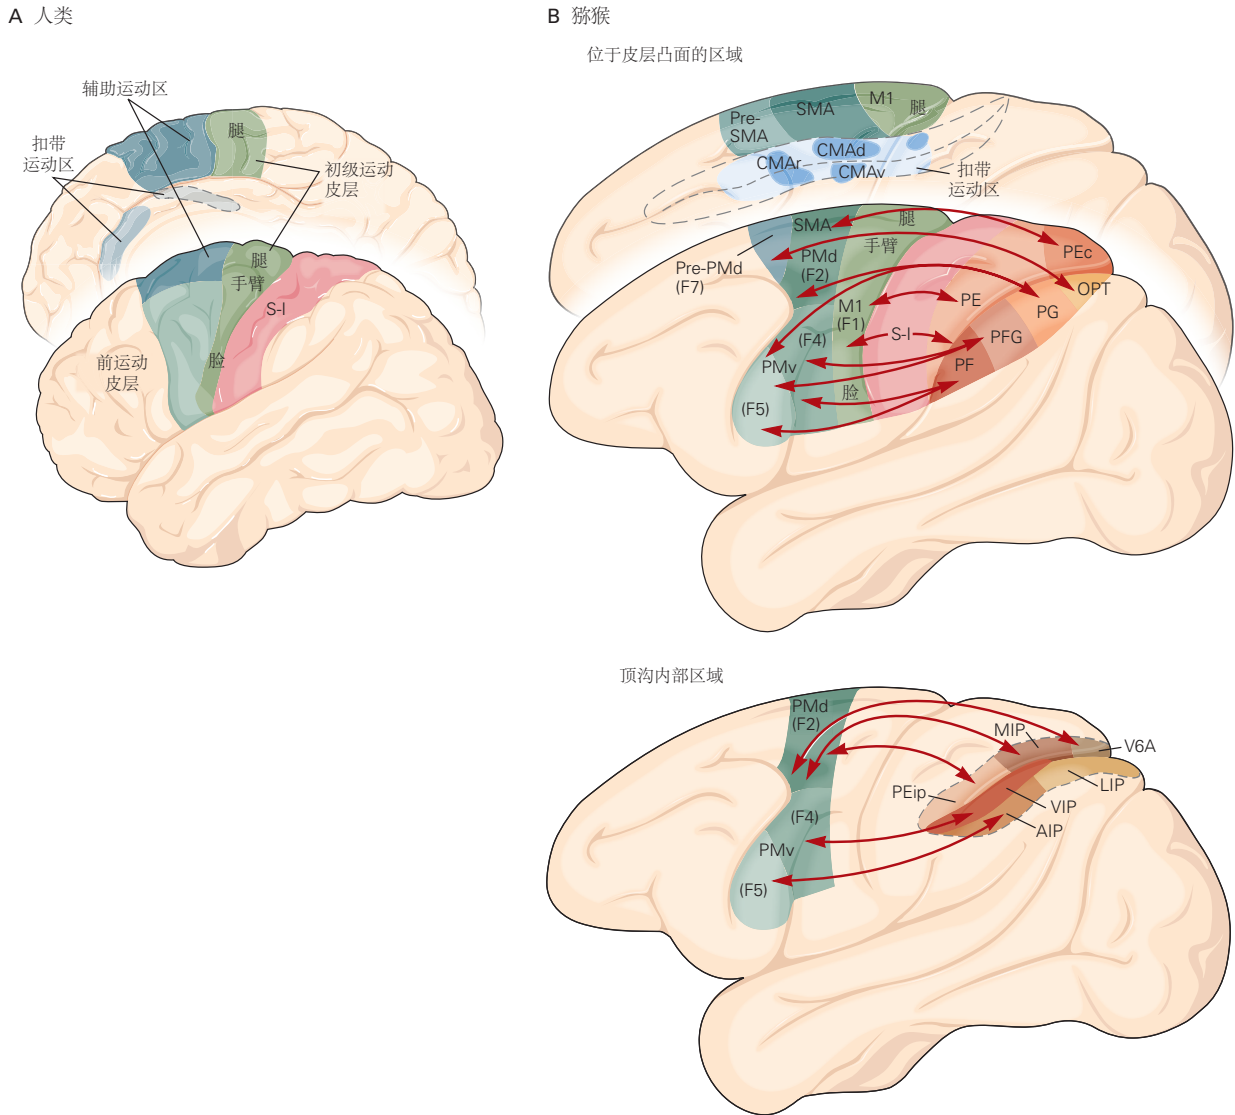 A 人类
辅助运动区
扣带
运动区
腿
初级运动
皮层
腿
手臂
S-I
前运动
皮层
脸
B 猕猴
位于皮层凸面的区域
Pre-
SMA
SMA
M1
腿
CMAr
CMAd
CMAv
扣带
运动区
SMA
腿
手臂
Pre-PMd
(F7)
PMd
(F2)
PEc
OPT
M1
(F1)
PE
PG
(F4)
S-I
PFG
PMv
PF
脸
(F5)
顶沟内部区域
PMd
(F2)
MIP
V6A
PEip
LIP
VIP
(F4)
AIP
PMv
(F5)